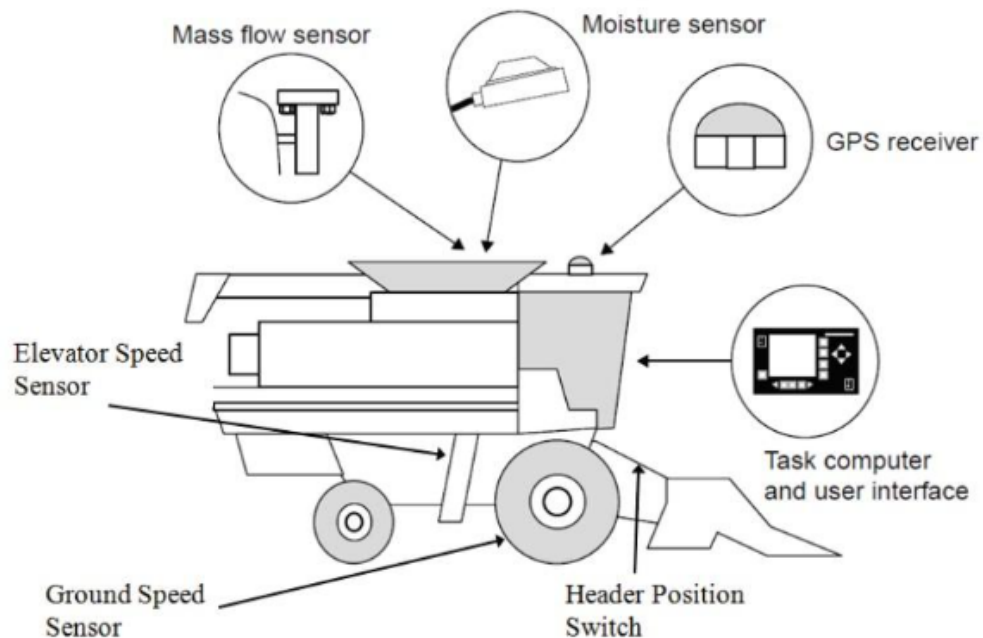 Mass flow sensor
Moisture sensor
GPS receiver
Elevator Speed
Sensor
Task computer
and user interface
Ground Speed
Sensor
Header Position
Switch